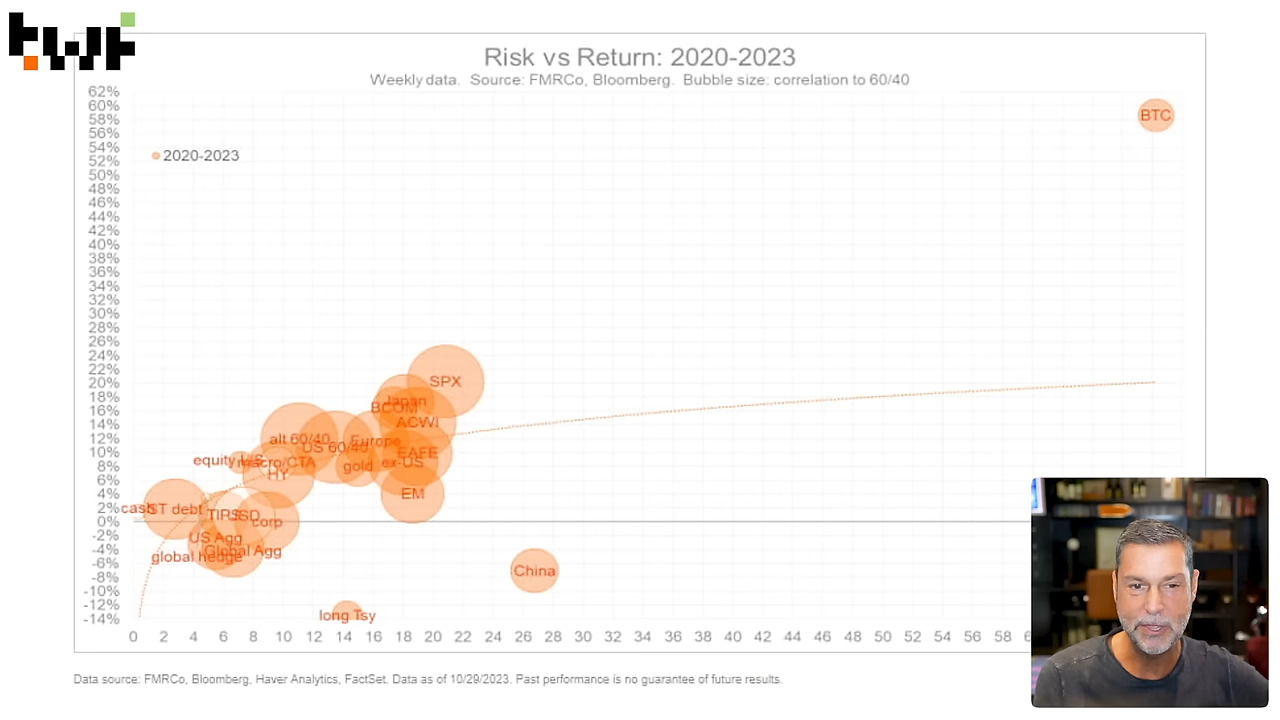 twf
Risk vs Return: 2020-2023
Weekly data. Source: FMRCo, Bloomberg. Bubble size: correlation to 60/40
62%
60%
58%
56%
54%
52%
50%
48%
46%
44%
42%
40%
38%
36%
34%
32%
30%
28%
26%
24%
22%
20%
18%
16%
14%
12%
10%
8%
6%
4%
2%
0%
-2%
-4%
-6%
-8%
-10%
-12%
-14%
2020-2023
BTC
SPX
Japan
BCOM
ACWI
alt 60/40
Europe
US 60/40
EAFE
equity L/S
macro/CTA
gold
ex-US
HY
EM
cash
ST debt
TIPS
USD
corp
US Agg
Global Agg
global hedge
China
long Tsy
0 2 4 6 8 10 12 14 16 18 20 22 24 26 28 30 32 34 36 38 40 42 44 46 48 50 52 54 56 58
Data source: FMRCo, Bloomberg, Haver Analytics, FactSet. Data as of 10/29/2023. Past performance is no guarantee of future results.